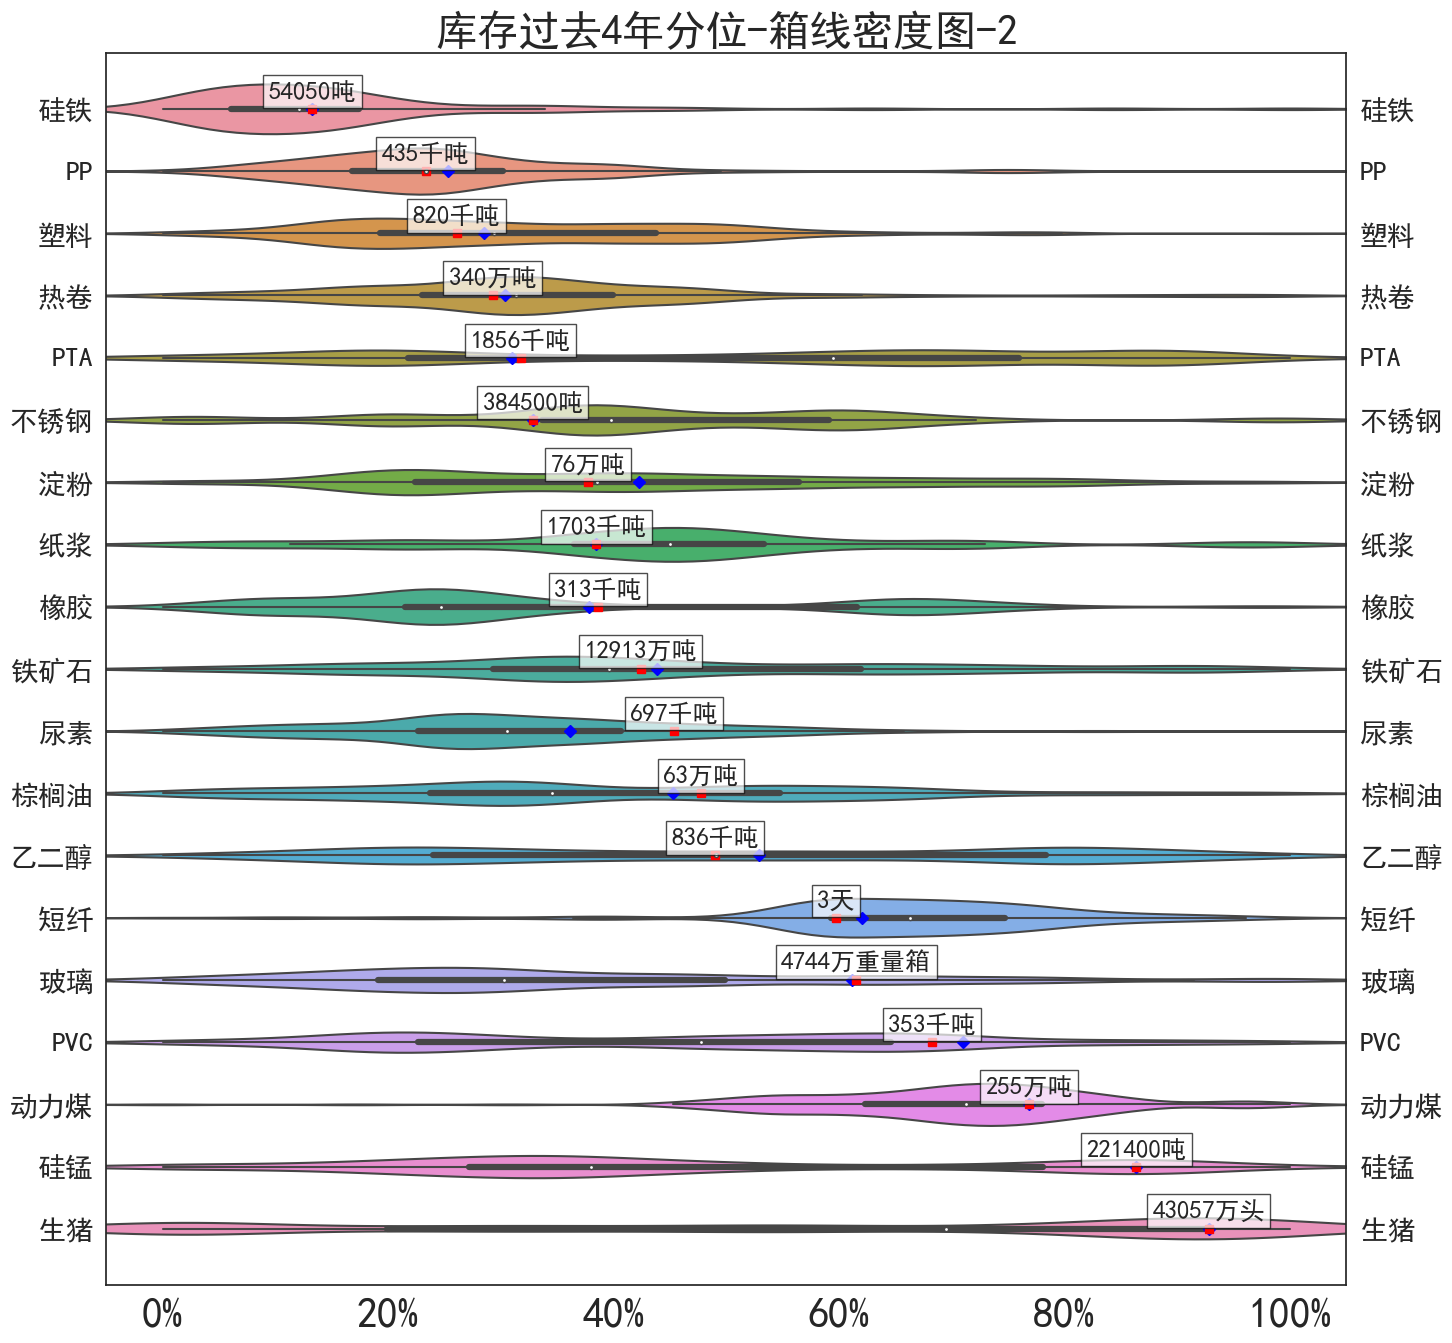 库存过去4年分位-箱线密度图-2
54050吨
硅铁 硅铁
435千吨
PP PP
820千吨
塑料 塑料
340万吨
热卷 热卷
1856千吨
PTA PTA
384500吨
不锈钢 不锈钢
76万吨
淀粉 淀粉
1703千吨
纸浆 纸浆
313千吨
橡胶 橡胶
12913万吨
铁矿石 铁矿石
697千吨
尿素 尿素
63万吨
棕榈油 棕榈油
836千吨
乙二醇 乙二醇
3天
短纤 短纤
4744万重量箱
玻璃 玻璃
353千吨
PVC PVC
255万吨
动力煤 动力煤
221400吨
硅锰 硅锰
43057万头
生猪 生猪
0% 20% 40% 60% 80% 100%